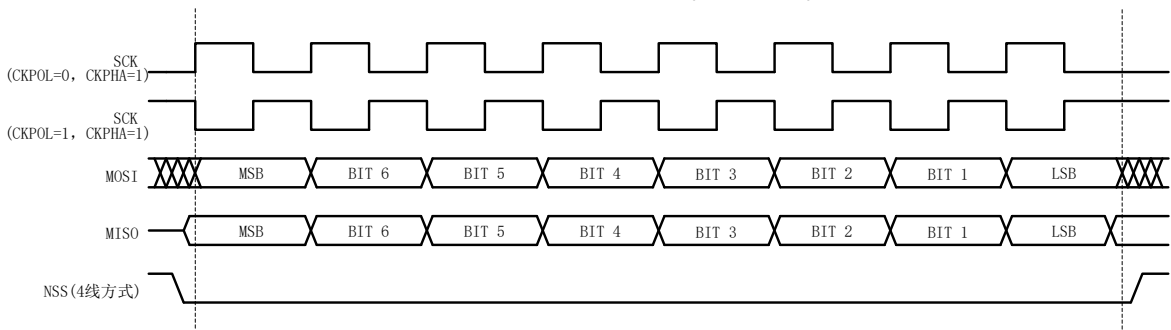 SCK
(CKPOL=0, CKPHA=1)
SCK
(CKPOL=1, CKPHA=1)
MOSI MSB BIT 6 BIT 5 BIT 4 BIT 3 BIT 2 BIT 1 LSB
MISO MSB BIT 6 BIT 5 BIT 4 BIT 3 BIT 2 BIT 1 LSB
NSS(4线方式)